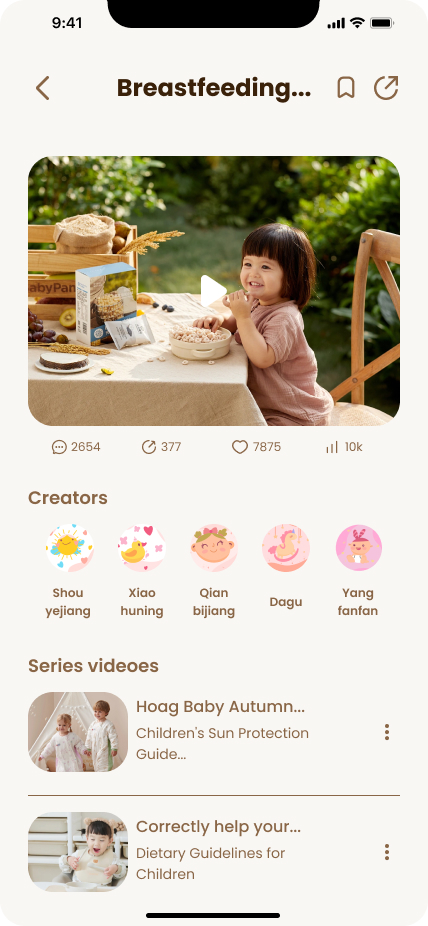 9:41
Breastfeeding...
BabyPan
2654
377
7875
10k
Creators
Shou
yejiang
Xiao
huning
Qian
bijiang
Dagu
Yang
fanfan
Series videoes
Hoag Baby Autumn...
Children's Sun Protection
Guide...
Correctly help your...
Dietary Guidelines for
Children